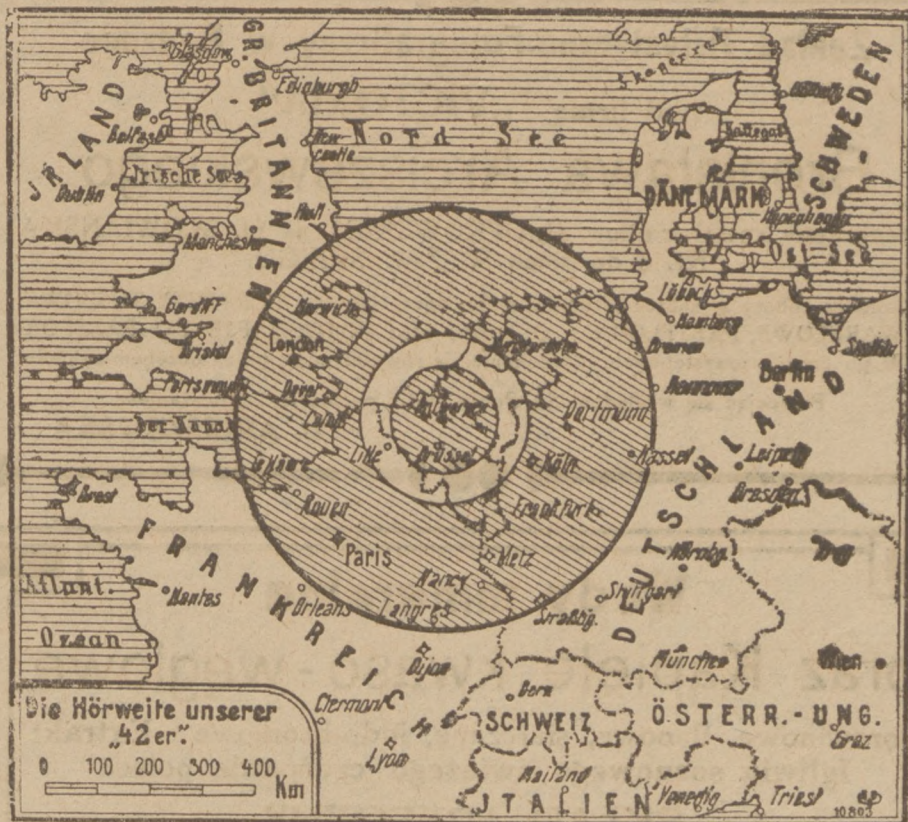 Glasgow
GR. BRITANNIEN
Edinburgh
Skagerrak
SCHWEDEN
JRLAND
Belfast
New-
castle
Nord See
Kattegat
Dublin
Jrische See
DÄNEMARK
Kopenhagen
Hull
Manchester
Ost-See
Lübeck
Cardiff
Norwich
Hamburg
Bristol
London
Amsterdam
Bremen
Stettin
Portsmouth
Dover
Hannover
Berlin
Der Kanal
Calais
Antwerpen
Dortmund
DEUTSCHLAND
Le Havre
Lille
Brüssel
Köln
Kassel
Leipzig
Brest
Rouen
Frankfurt
Dresden
FRANKREICH
Paris
Metz
Nürnbg.
Atlant.
Ozean
Nantes
Nancy
Stuttgart
Orleans
Langres
Straßbg.
Dijon
München
Wien
Bern
Clermont
SCHWEIZ
ÖSTERR.-UNG.
Graz
Lyon
Mailand
JTALIEN
Venedig
Triest
Die Hörweite unserer
„42er“.
0 100 200 300 400
Km
10803